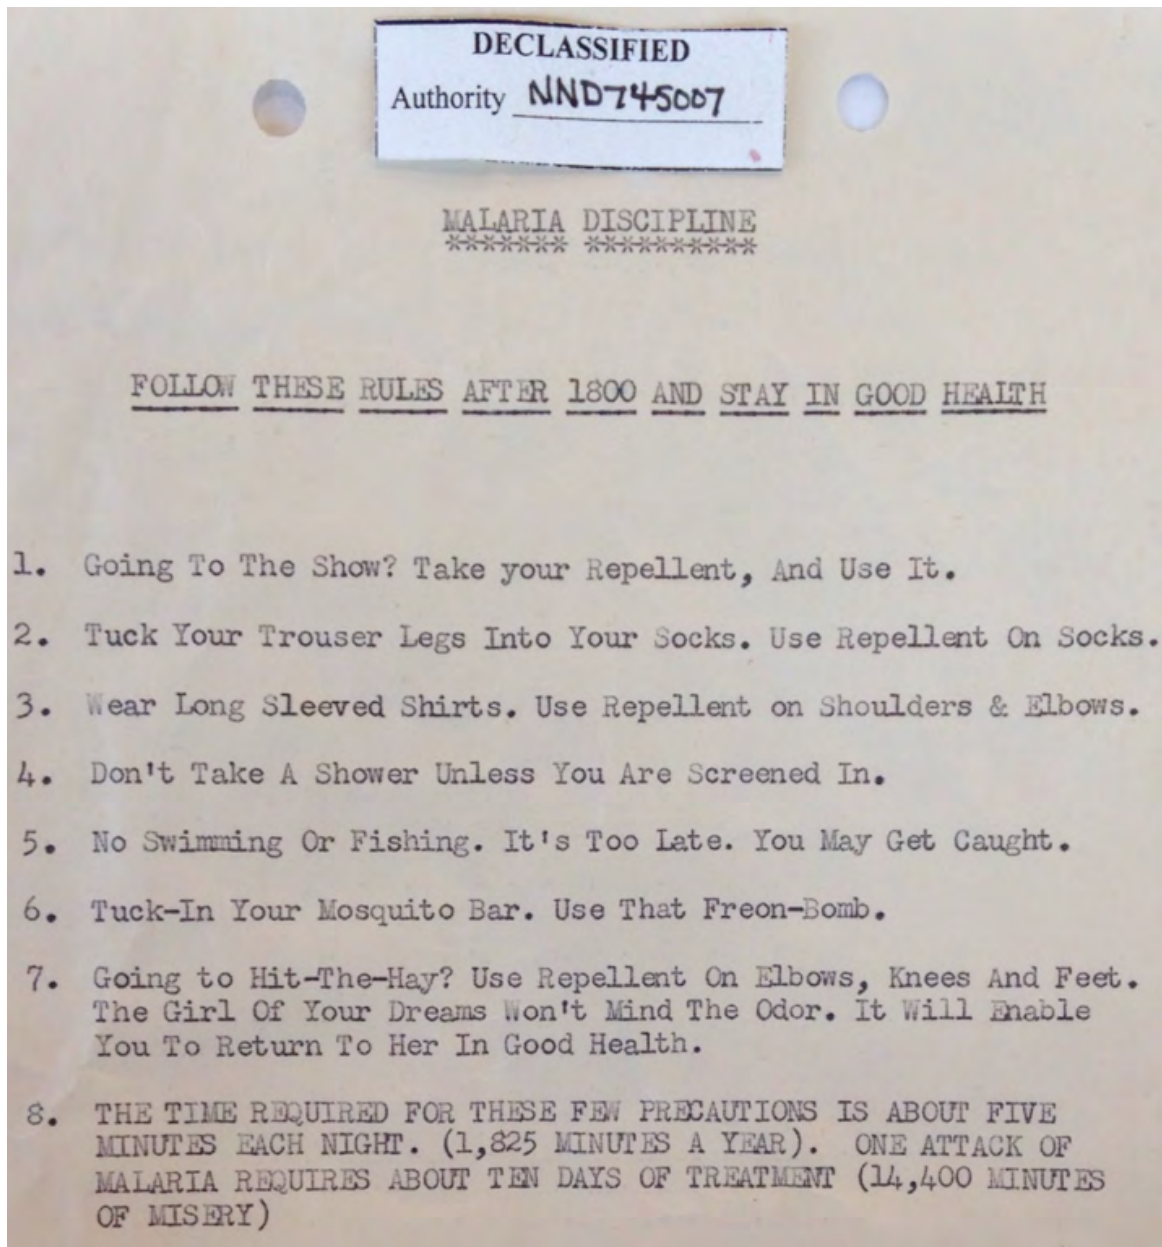 DECLASSIFIED
Authority NND745007
MALARIA DISCIPLINE
******* **********
FOLLOW THESE RULES AFTER 1800 AND STAY IN GOOD HEALTH
1. Going To The Show? Take your Repellent, And Use It.
2. Tuck Your Trouser Legs Into Your Socks. Use Repellent On Socks.
3. Wear Long Sleeved Shirts. Use Repellent on Shoulders & Elbows.
4. Don't Take A Shower Unless You Are Screened In.
5. No Swimming Or Fishing. It's Too Late. You May Get Caught.
6. Tuck-In Your Mosquito Bar. Use That Freon-Bomb.
7. Going to Hit-The-Hay? Use Repellent On Elbows, Knees And Feet.
The Girl Of Your Dreams Won't Mind The Odor. It Will Enable
You To Return To Her In Good Health.
8. THE TIME REQUIRED FOR THESE FEW PRECAUTIONS IS ABOUT FIVE
MINUTES EACH NIGHT. (1,825 MINUTES A YEAR). ONE ATTACK OF
MALARIA REQUIRES ABOUT TEN DAYS OF TREATMENT (14,400 MINUTES
OF MISERY)